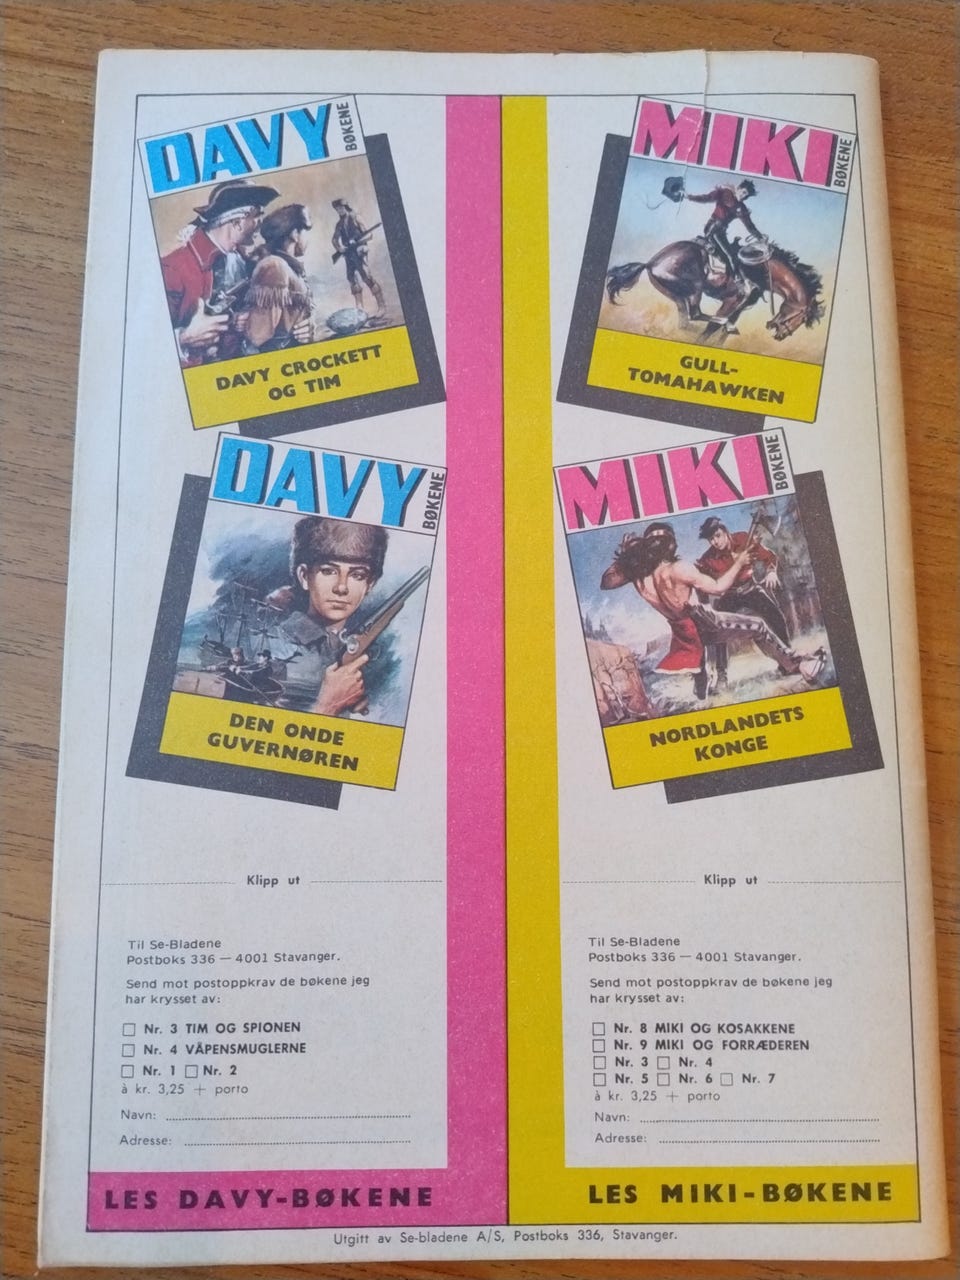 DAVY
BØKENE
DAVY CROCKETT
OG TIM
DAVY
BØKENE
DEN ONDE
GUVERNØREN
MIKI
BØKENE
GULL-
TOMAHAWKEN
MIKI
BØKENE
NORDLANDETS
KONGE
Klipp ut
Til Se-Bladene
Postboks 336 — 4001 Stavanger.
Send mot postoppkrav de bøkene jeg
har krysset av:
Nr. 3 TIM OG SPIONEN
Nr. 4 VÅPENSMUGLERNE
Nr. 1 Nr. 2
à kr. 3,25 + porto
Navn:
Adresse:
LES DAVY-BØKENE
Klipp ut
Til Se-Bladene
Postboks 336 — 4001 Stavanger.
Send mot postoppkrav de bøkene jeg
har krysset av:
Nr. 8 MIKI OG KOSAKKENE
Nr. 9 MIKI OG FORRÆDEREN
Nr. 3 Nr. 4
Nr. 5 Nr. 6 Nr. 7
à kr. 3,25 + porto
Navn:
Adresse:
LES MIKI-BØKENE
Utgitt av Se-bladene A/S, Postboks 336, Stavanger.